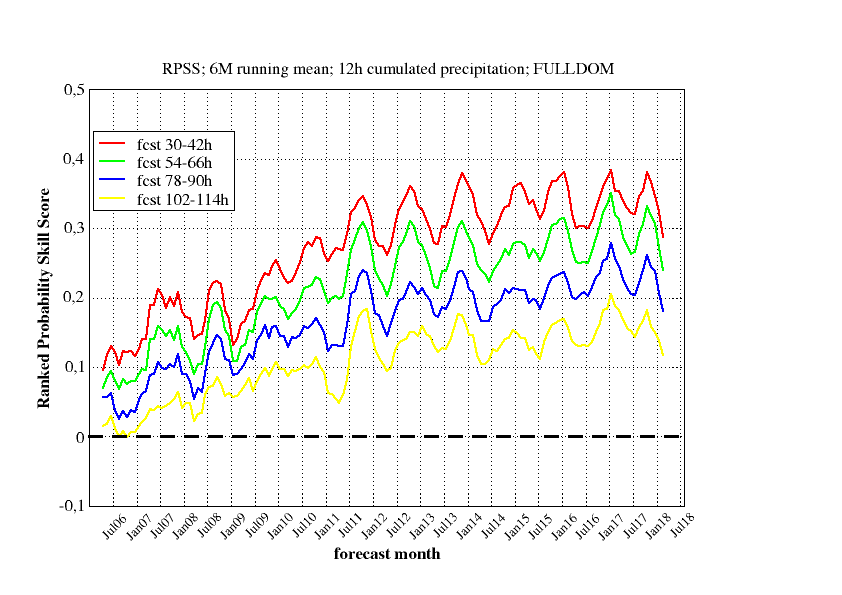 RPSS; 6M running mean; 12h cumulated precipitation; FULLDOM
Ranked Probability Skill Score
0,5
0,4
0,3
0,2
0,1
0
-0,1
fcst 30-42h
fcst 54-66h
fcst 78-90h
fcst 102-114h
Jul06 Jan07 Jul07 Jan08 Jul08 Jan09 Jul09 Jan10 Jul10 Jan11 Jul11 Jan12 Jul12 Jan13 Jul13 Jan14 Jul14 Jan15 Jul15 Jan16 Jul16 Jan17 Jul17 Jan18 Jul18
forecast month